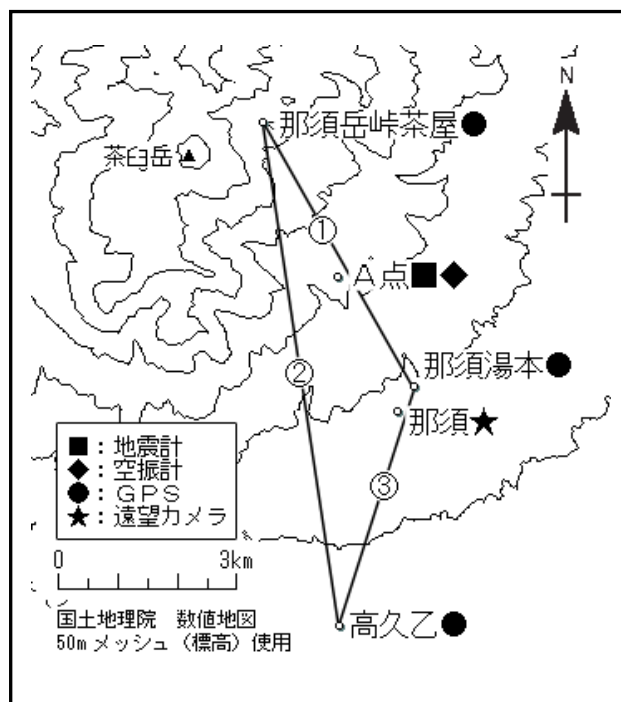 N
那須岳峠茶屋●
茶臼岳▲
①
A点■◆
②
那須湯本●
那須★
③
■：地震計
◆：空振計
●：GPS
★：遠望カメラ
0 3km
国土地理院 数値地図
50mメッシュ（標高）使用
高久乙●